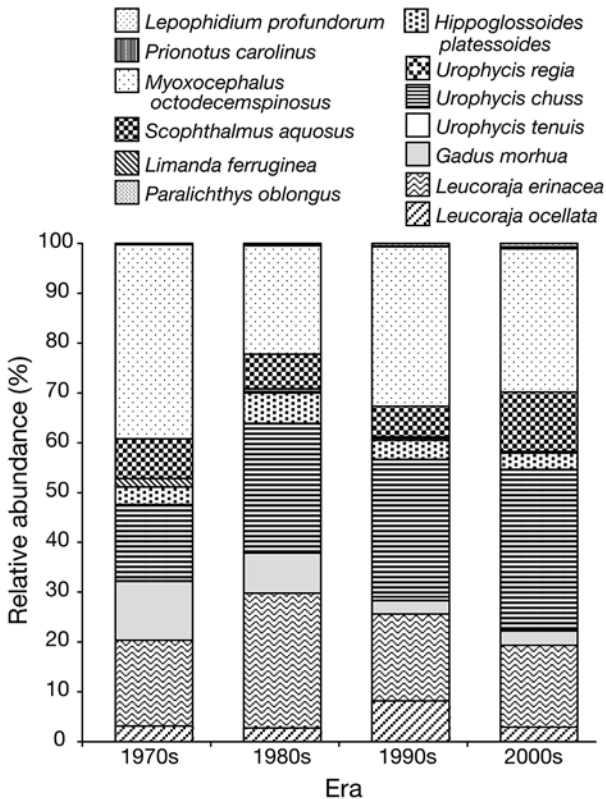 Lepophidium profundorum
Prionotus carolinus
Myoxocephalus
octodecemspinosus
Scophthalmus aquosus
Limanda ferruginea
Paralichthys oblongus
Hippoglossoides
platessoides
Urophycis regia
Urophycis chuss
Urophycis tenuis
Gadus morhua
Leucoraja erinacea
Leucoraja ocellata
Relative abundance (%)
100
90
80
70
60
50
40
30
20
10
0
1970s 1980s 1990s 2000s
Era